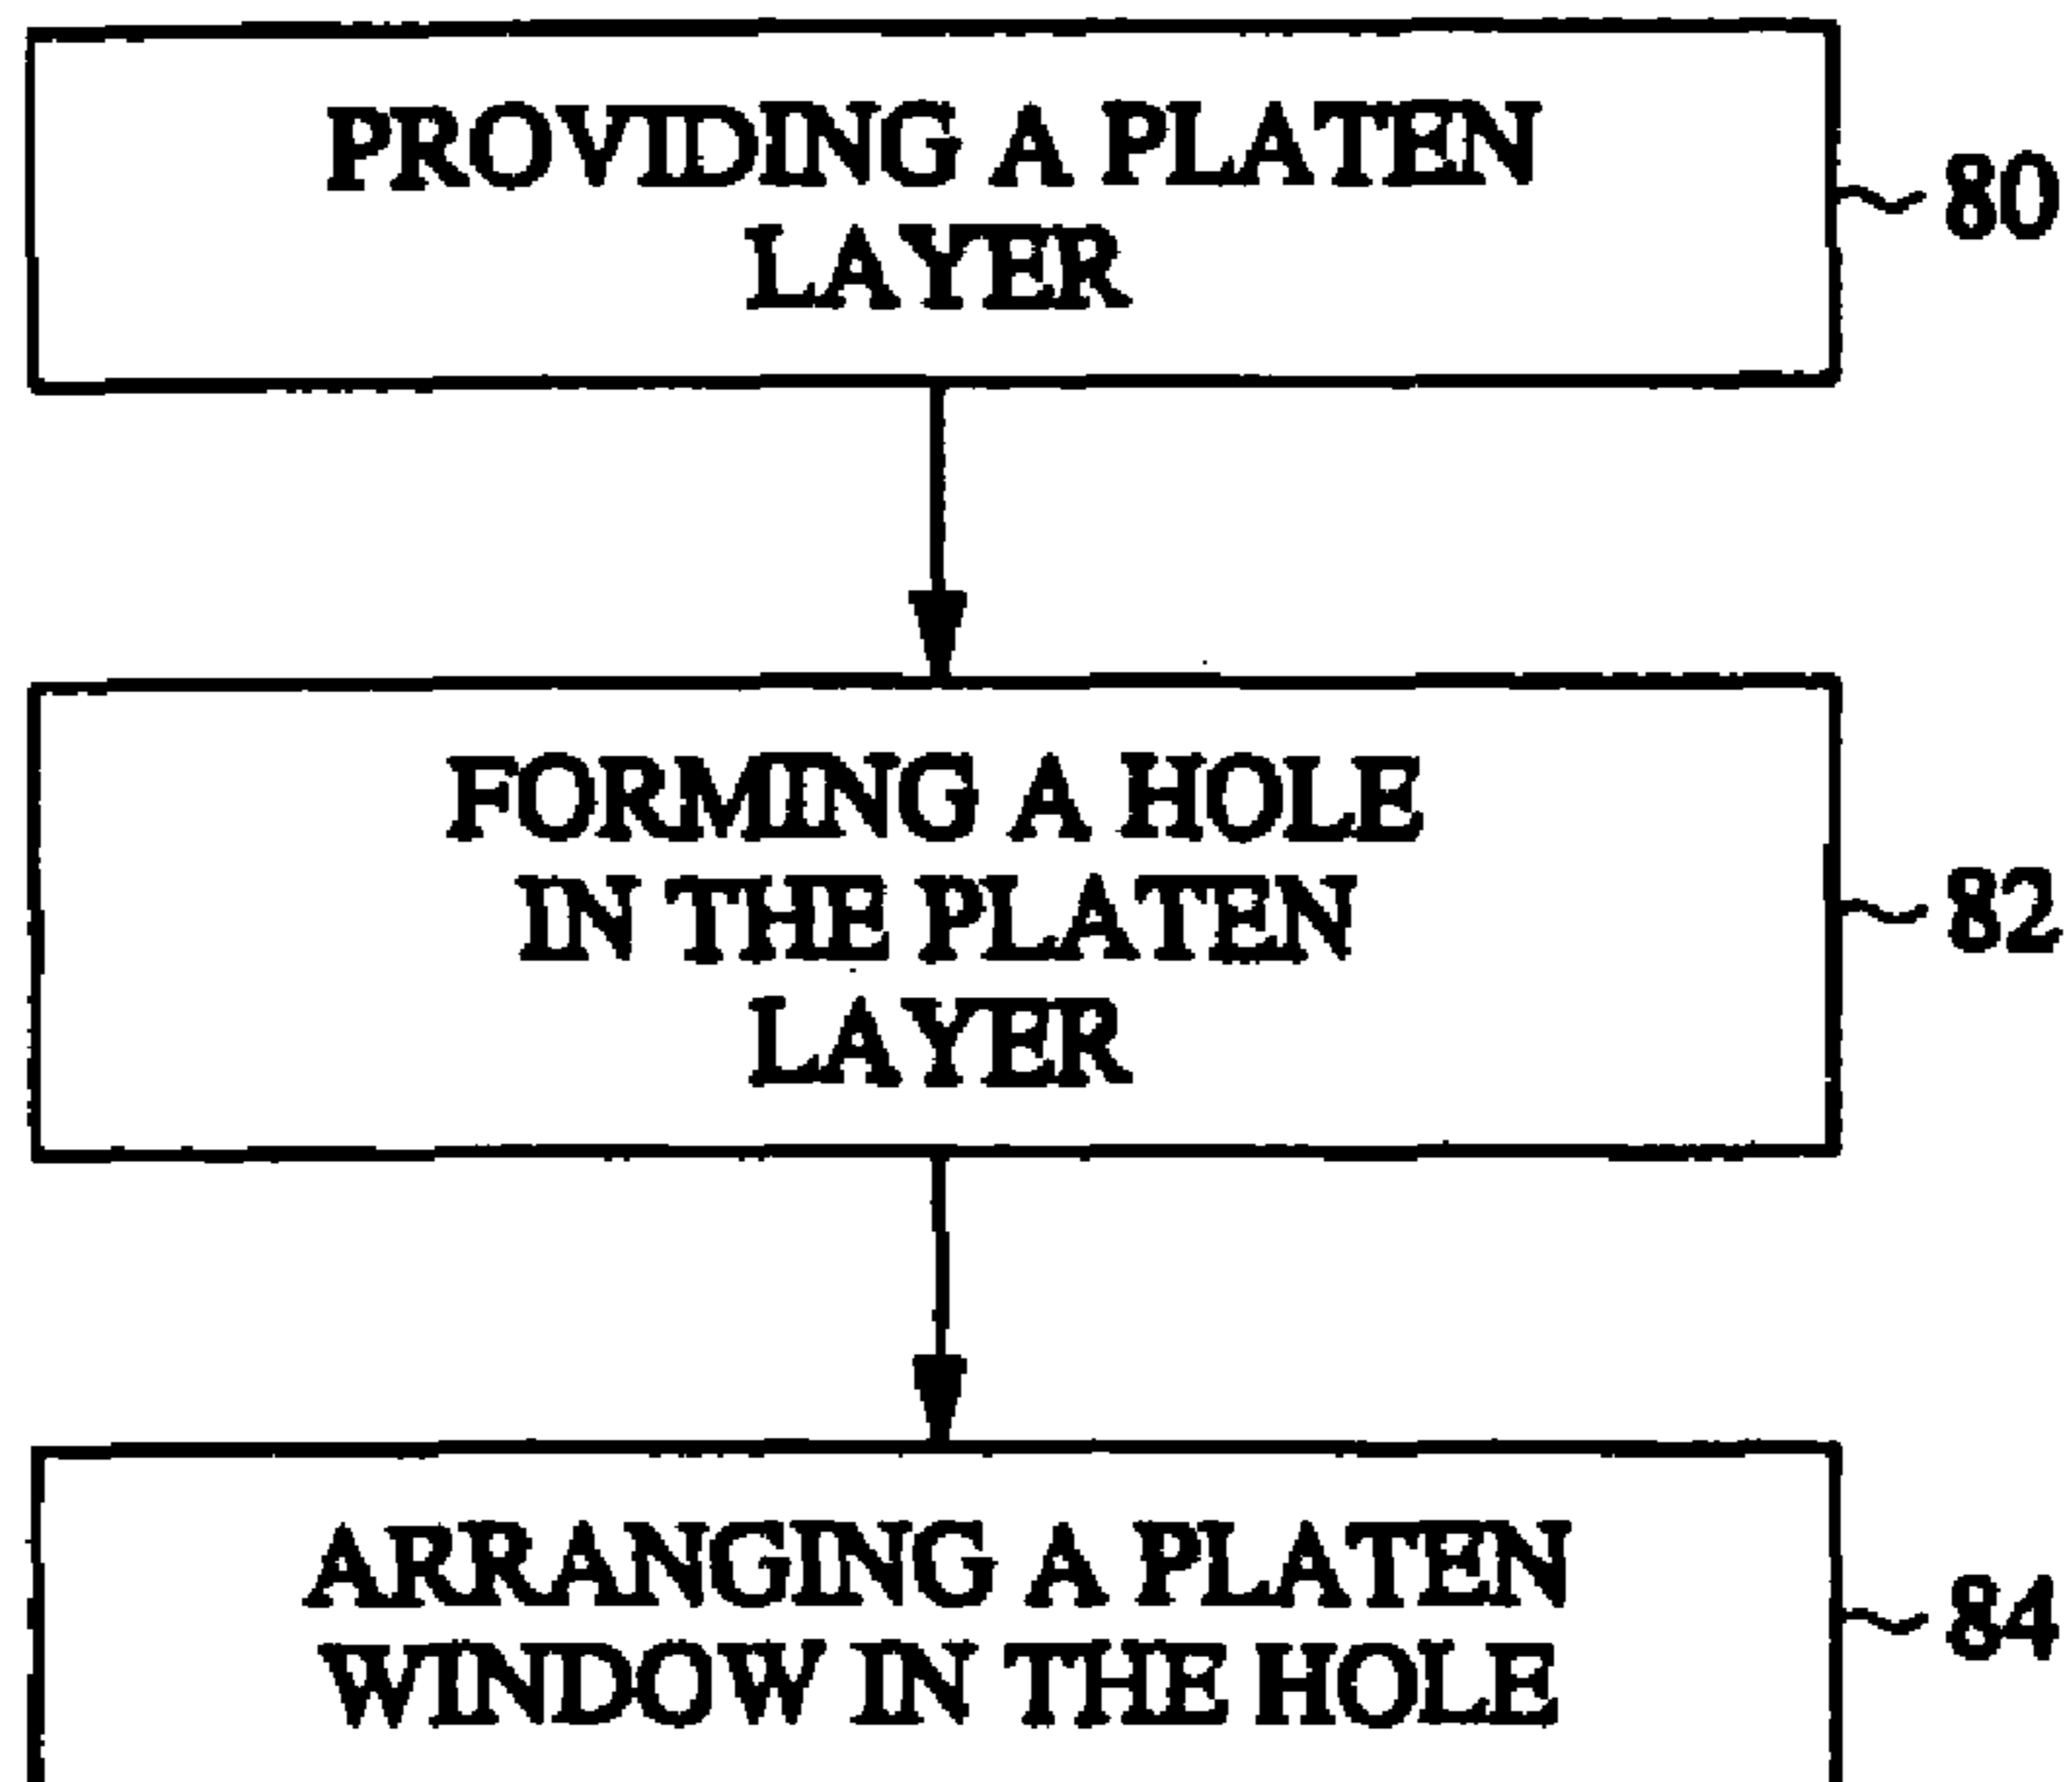 PROVIDING A PLATEN
LAYER
80
FORMING A HOLE
IN THE PLATEN
LAYER
82
ARRANGING A PLATEN
WINDOW IN THE HOLE
84